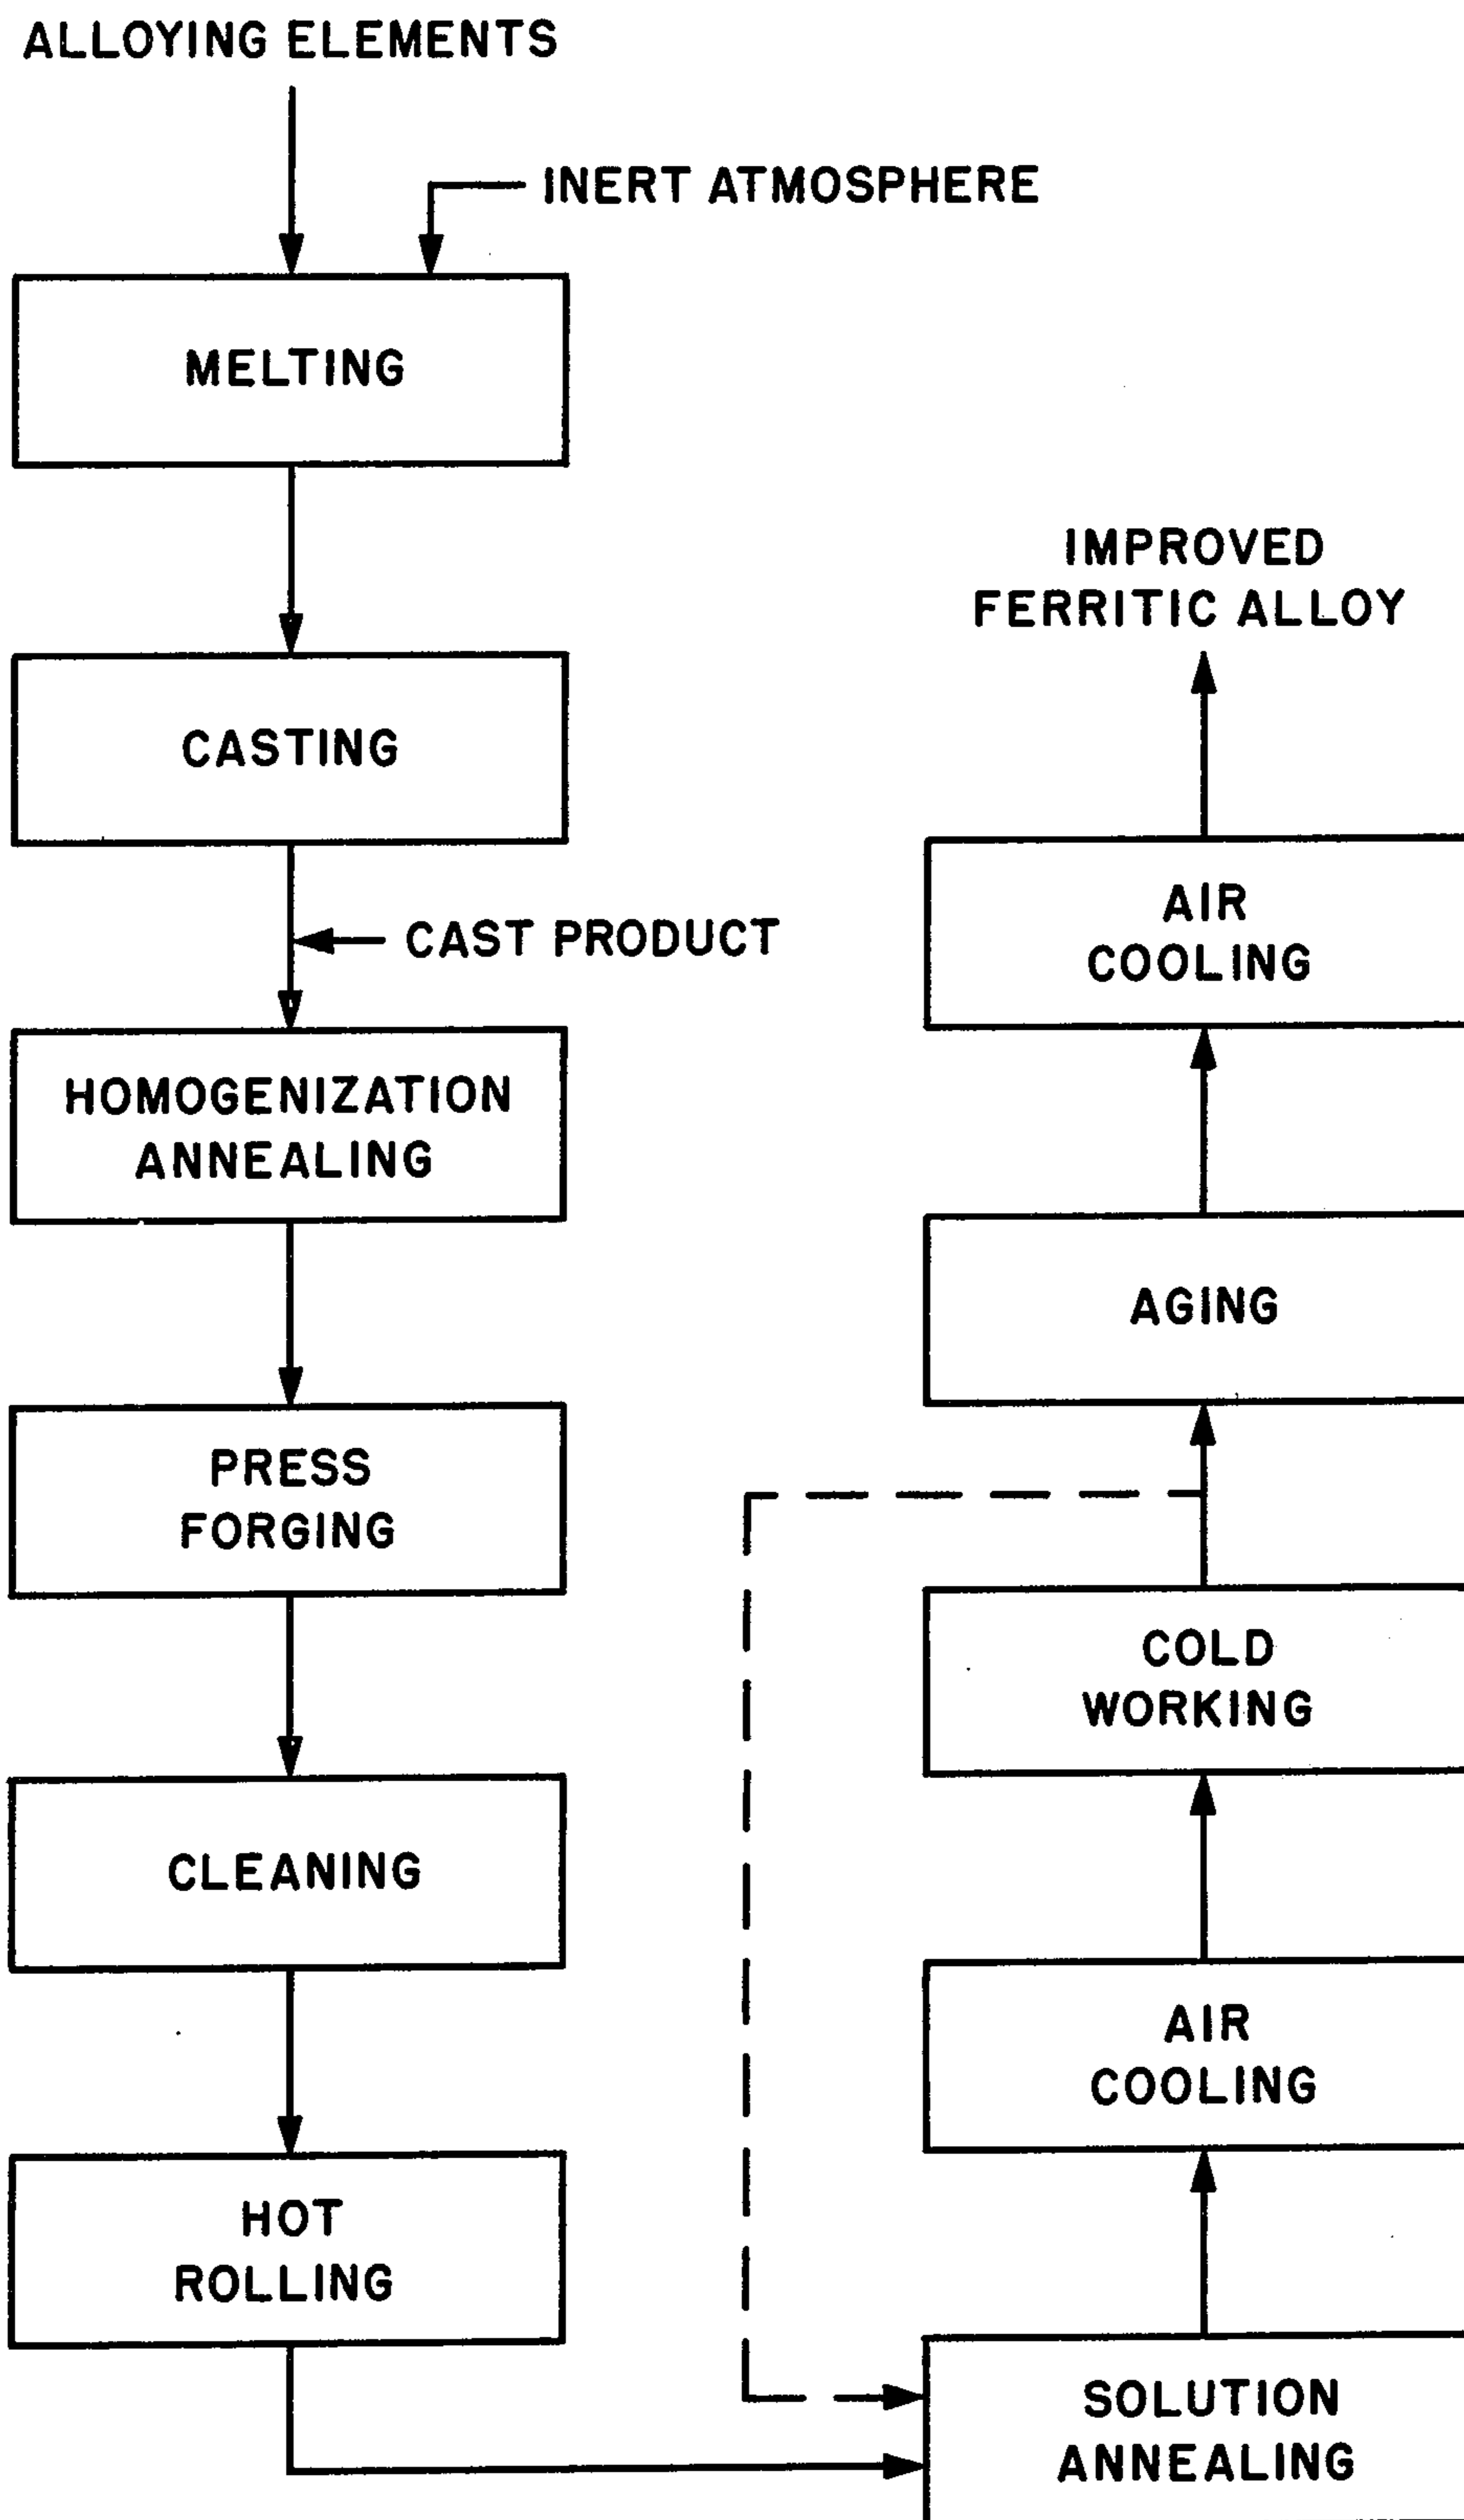 ALLOYING ELEMENTS
INERT ATMOSPHERE
MELTING
CASTING
CAST PRODUCT
HOMOGENIZATION
ANNEALING
PRESS
FORGING
CLEANING
HOT
ROLLING
SOLUTION
ANNEALING
AIR
COOLING
COLD
WORKING
AGING
AIR
COOLING
IMPROVED
FERRITIC ALLOY